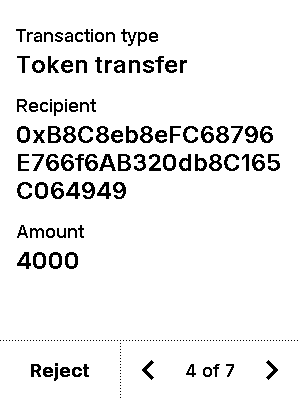 Transaction type
Token transfer
Recipient
0xB8C8eb8eFC68796
E766f6AB320db8C165
C064949
Amount
4000
Reject
4 of 7